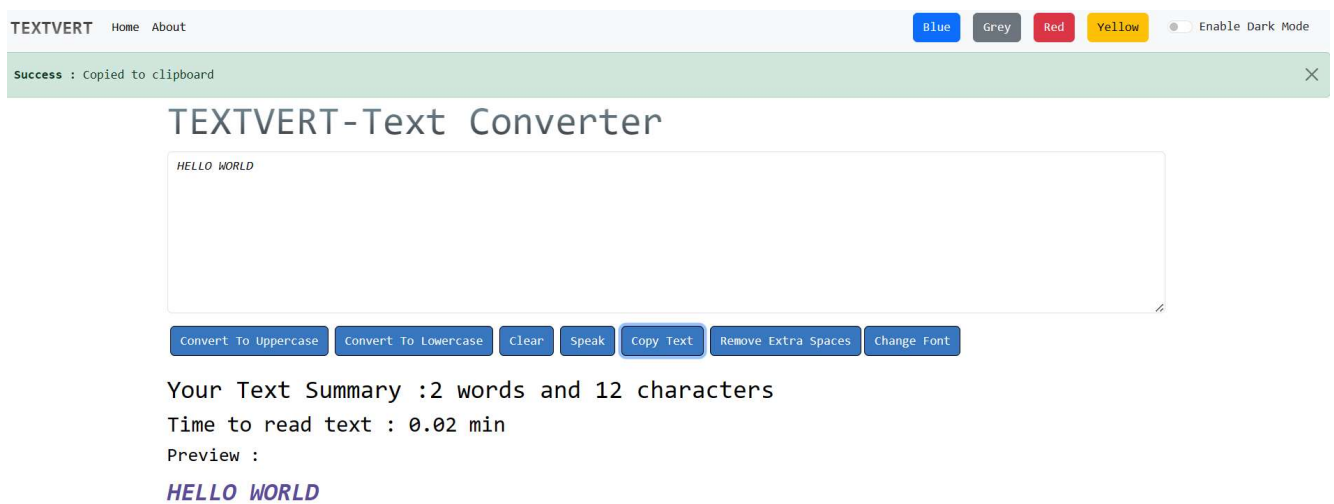 TEXTVERT Home About Blue Grey Red Yellow Enable Dark Mode
Success : Copied to clipboard
TEXTVERT-Text Converter
HELLO WORLD
Convert To Uppercase Convert To Lowercase Clear Speak Copy Text Remove Extra Spaces Change Font
Your Text Summary :2 words and 12 characters
Time to read text : 0.02 min
Preview :
HELLO WORLD